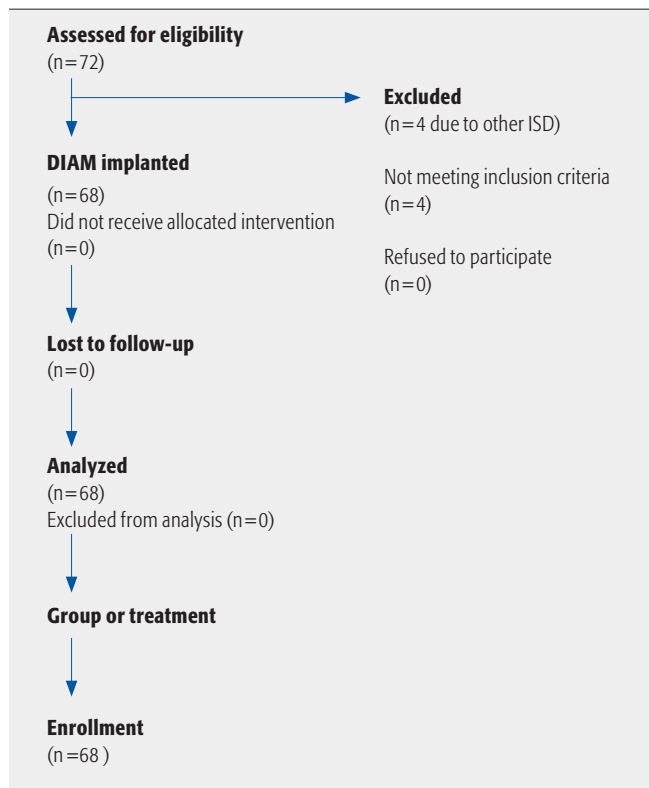 Assessed for eligibility
(n=72)
Excluded
(n=4 due to other ISD)
Not meeting inclusion criteria
(n=4)
Refused to participate
(n=0)
DIAM implanted
(n=68)
Did not receive allocated intervention
(n=0)
Lost to follow-up
(n=0)
Analyzed
(n=68)
Excluded from analysis (n=0)
Group or treatment
Enrollment
(n=68 )